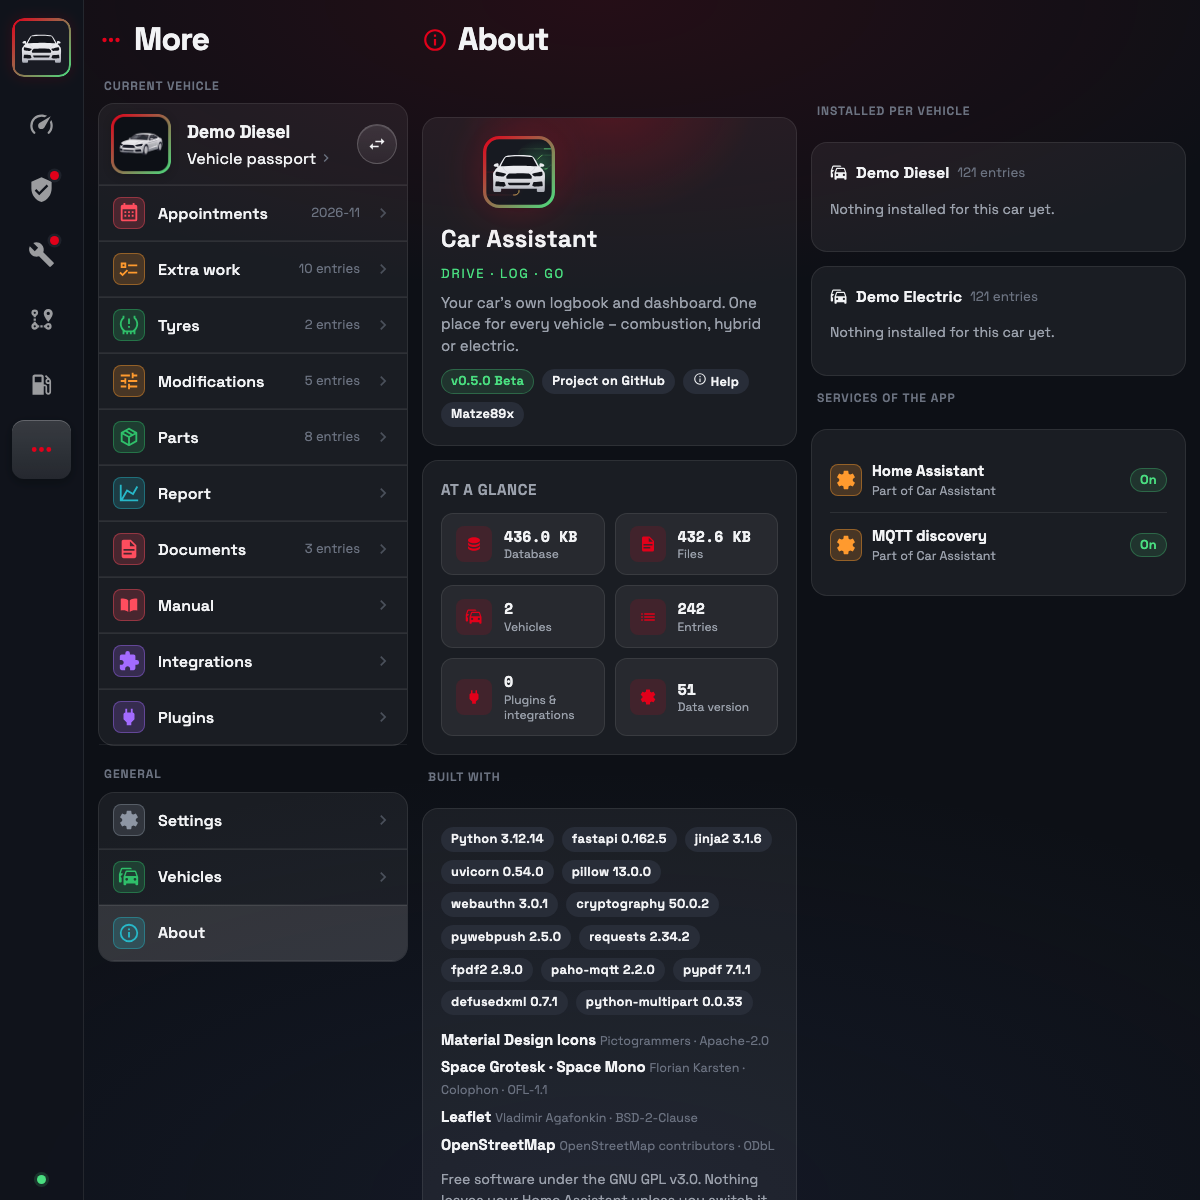 More
CURRENT VEHICLE
Demo Diesel
Vehicle passport
Appointments 2026-11
Extra work 10 entries
Tyres 2 entries
Modifications 5 entries
Parts 8 entries
Report
Documents 3 entries
Manual
Integrations
Plugins
GENERAL
Settings
Vehicles
About
About
Car Assistant
DRIVE · LOG · GO
Your car's own logbook and dashboard. One
place for every vehicle – combustion, hybrid
or electric.
v0.5.0 Beta Project on GitHub Help
Matze89x
AT A GLANCE
436.0 KB
Database
432.6 KB
Files
2
Vehicles
242
Entries
0
Plugins &
integrations
51
Data version
BUILT WITH
Python 3.12.14 fastapi 0.162.5 jinja2 3.1.6
uvicorn 0.54.0 pillow 13.0.0
webauthn 3.0.1 cryptography 50.0.2
pywebpush 2.5.0 requests 2.34.2
fpdf2 2.9.0 paho-mqtt 2.2.0 pypdf 7.1.1
defusedxml 0.7.1 python-multipart 0.0.33
Material Design Icons Pictogrammers · Apache-2.0
Space Grotesk · Space Mono Florian Karsten ·
Colophon · OFL-1.1
Leaflet Vladimir Agafonkin · BSD-2-Clause
OpenStreetMap OpenStreetMap contributors · ODbL
Free software under the GNU GPL v3.0. Nothing
leaves your Home Assistant unless you switch it
INSTALLED PER VEHICLE
Demo Diesel 121 entries
Nothing installed for this car yet.
Demo Electric 121 entries
Nothing installed for this car yet.
SERVICES OF THE APP
Home Assistant
Part of Car Assistant
On
MQTT discovery
Part of Car Assistant
On